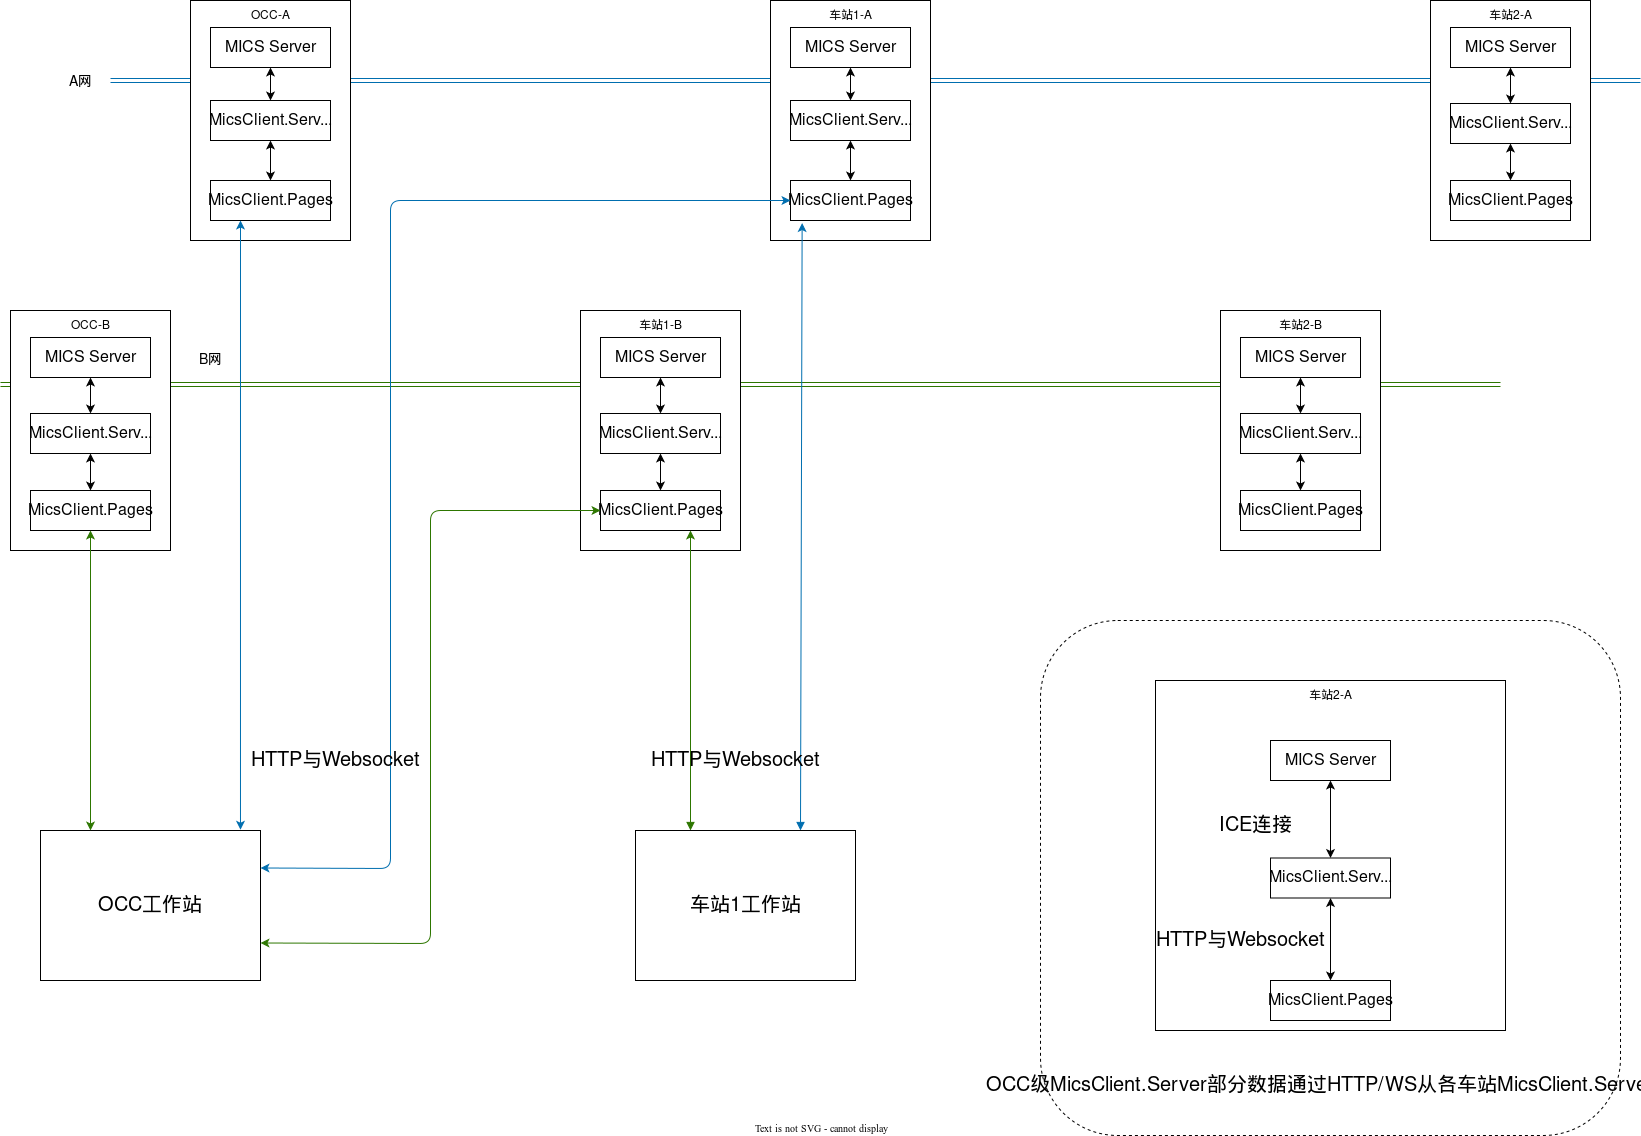 OCC-A
MICS Server
MicsClient.Serv...
MicsClient.Pages
车站1-A
MICS Server
MicsClient.Serv...
MicsClient.Pages
车站2-A
MICS Server
MicsClient.Serv...
MicsClient.Pages
A网
OCC-B
MICS Server
MicsClient.Serv...
MicsClient.Pages
B网
车站1-B
MICS Server
MicsClient.Serv...
MicsClient.Pages
车站2-B
MICS Server
MicsClient.Serv...
MicsClient.Pages
HTTP与Websocket
HTTP与Websocket
OCC工作站
车站1工作站
车站2-A
MICS Server
ICE连接
MicsClient.Serv...
HTTP与Websocket
MicsClient.Pages
OCC级MicsClient.Server部分数据通过HTTP/WS从各车站MicsClient.Serve
Text is not SVG - cannot display